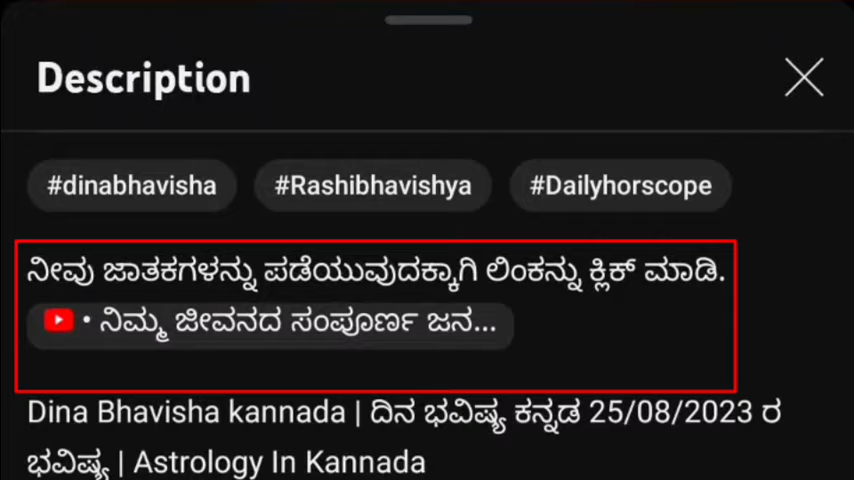 Description
#dinabhavisha #Rashibhavishya #Dailyhorscope
ನೀವು ಜಾತಕಗಳನ್ನು ಪಡೆಯುವುದಕ್ಕಾಗಿ ಲಿಂಕನ್ನು ಕ್ಲಿಕ್ ಮಾಡಿ.
• ನಿಮ್ಮ ಜೀವನದ ಸಂಪೂರ್ಣ ಜನ...
Dina Bhavisha kannada | ದಿನ ಭವಿಷ್ಯ ಕನ್ನಡ 25/08/2023 ರ
ಭವಿಷ್ಯ | Astrology In Kannada